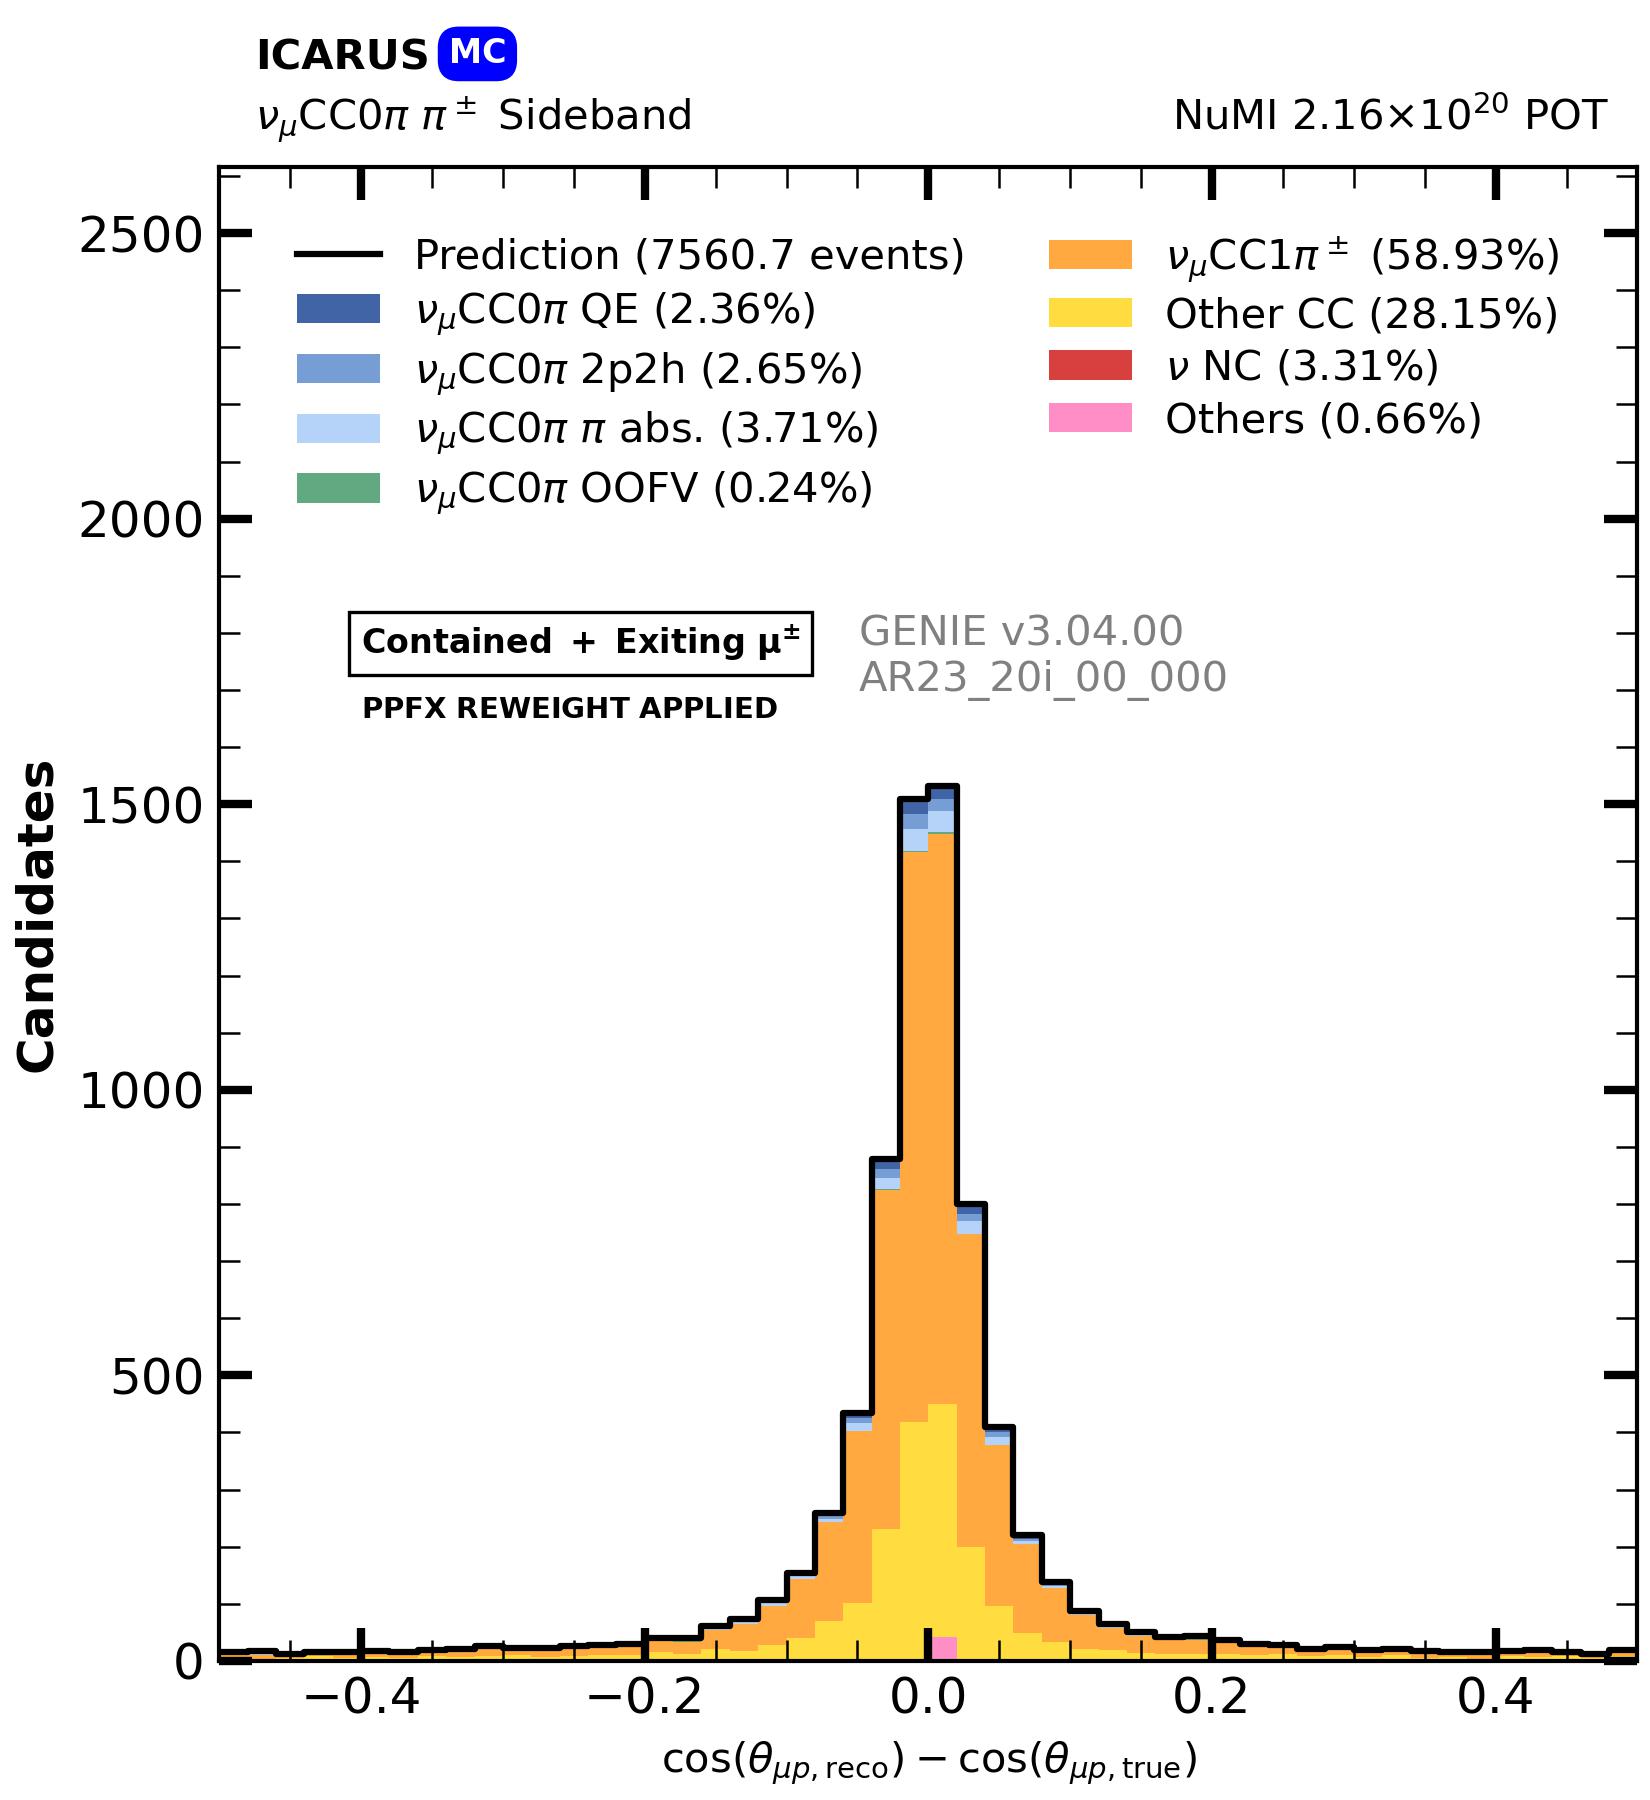 ICARUS MC
νμCC0π π± Sideband
NuMI 2.16×10²⁰ POT
2500
2000
1500
1000
500
0
Candidates
Prediction (7560.7 events)
νμCC0π QE (2.36%)
νμCC0π 2p2h (2.65%)
νμCC0π π abs. (3.71%)
νμCC0π OOFV (0.24%)
νμCC1π± (58.93%)
Other CC (28.15%)
ν NC (3.31%)
Others (0.66%)
Contained + Exiting μ±
PPFX REWEIGHT APPLIED
GENIE v3.04.00
AR23_20i_00_000
−0.4 −0.2 0.0 0.2 0.4
cos(θμp, reco) − cos(θμp, true)